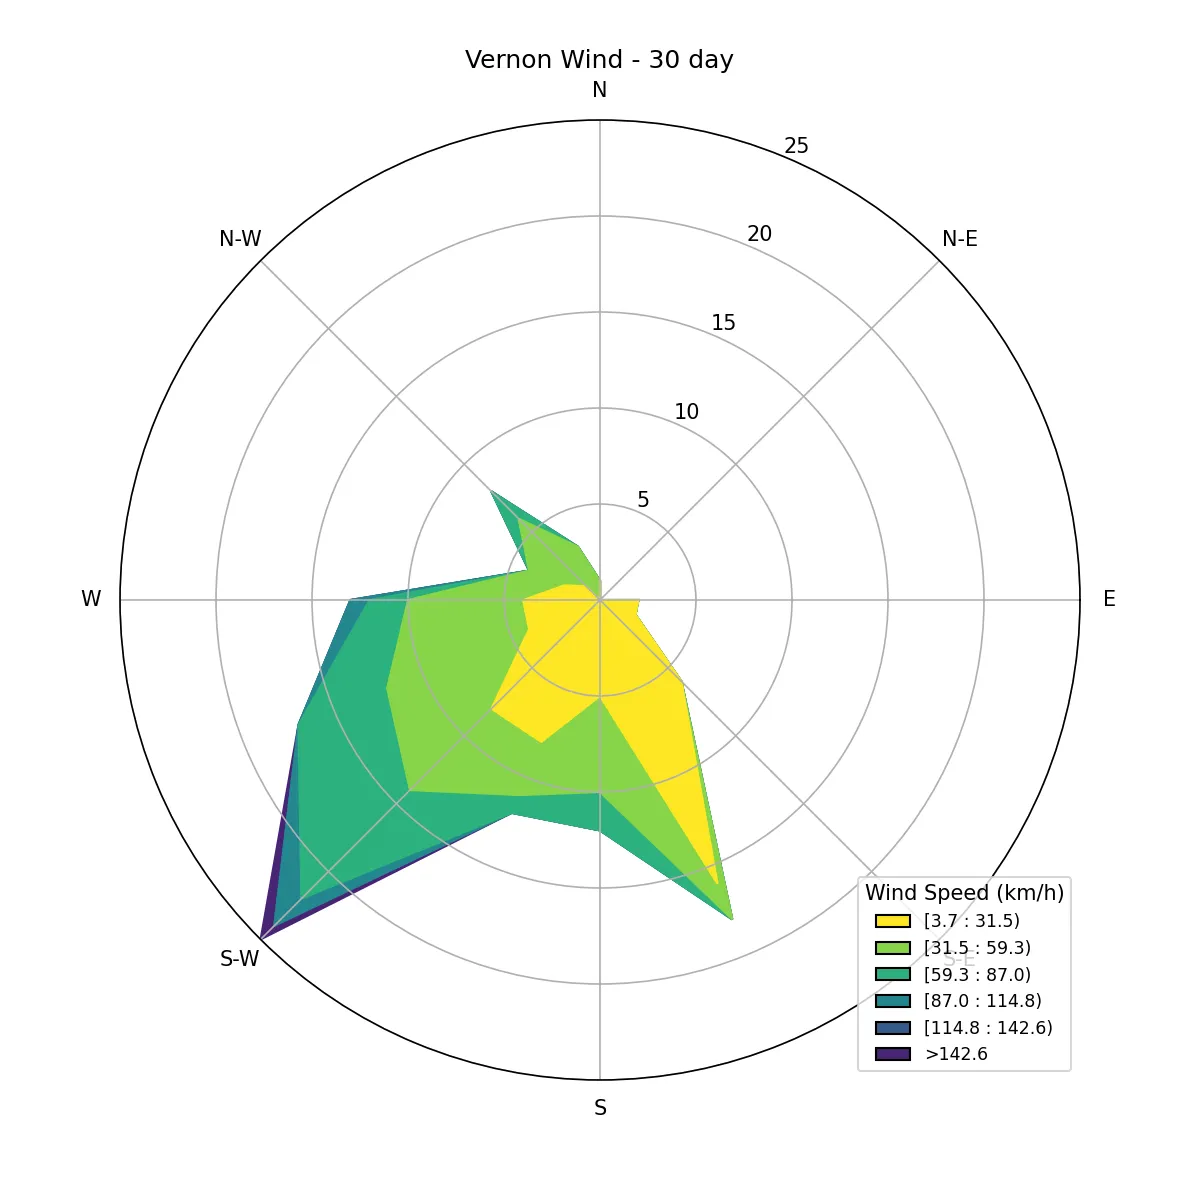 Vernon Wind - 30 day
N
25
N-W
N-E
20
15
10
5
W
E
S-W
S-E
Wind Speed (km/h)
[3.7 : 31.5)
[31.5 : 59.3)
[59.3 : 87.0)
[87.0 : 114.8)
[114.8 : 142.6)
>142.6
S